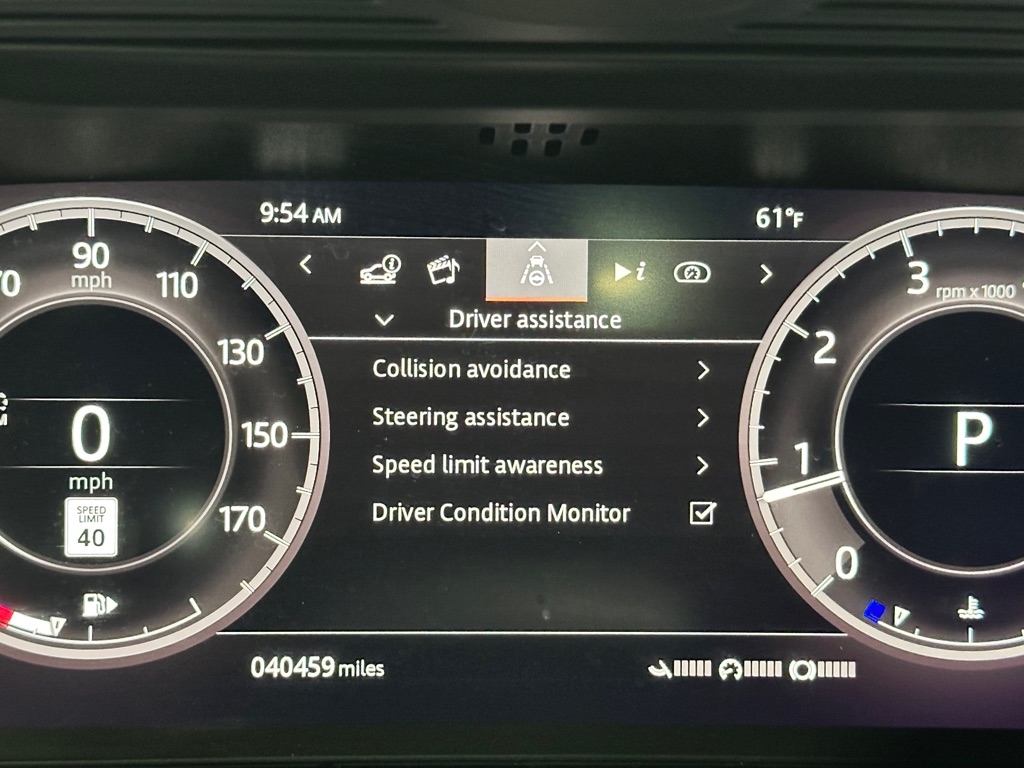 9:54 AM
61°F
90
mph
110
130
150
170
0
mph
SPEED
LIMIT
40
i
Driver assistance
Collision avoidance
Steering assistance
Speed limit awareness
Driver Condition Monitor
3
rpm x 1000
2
1
0
P
040459 miles